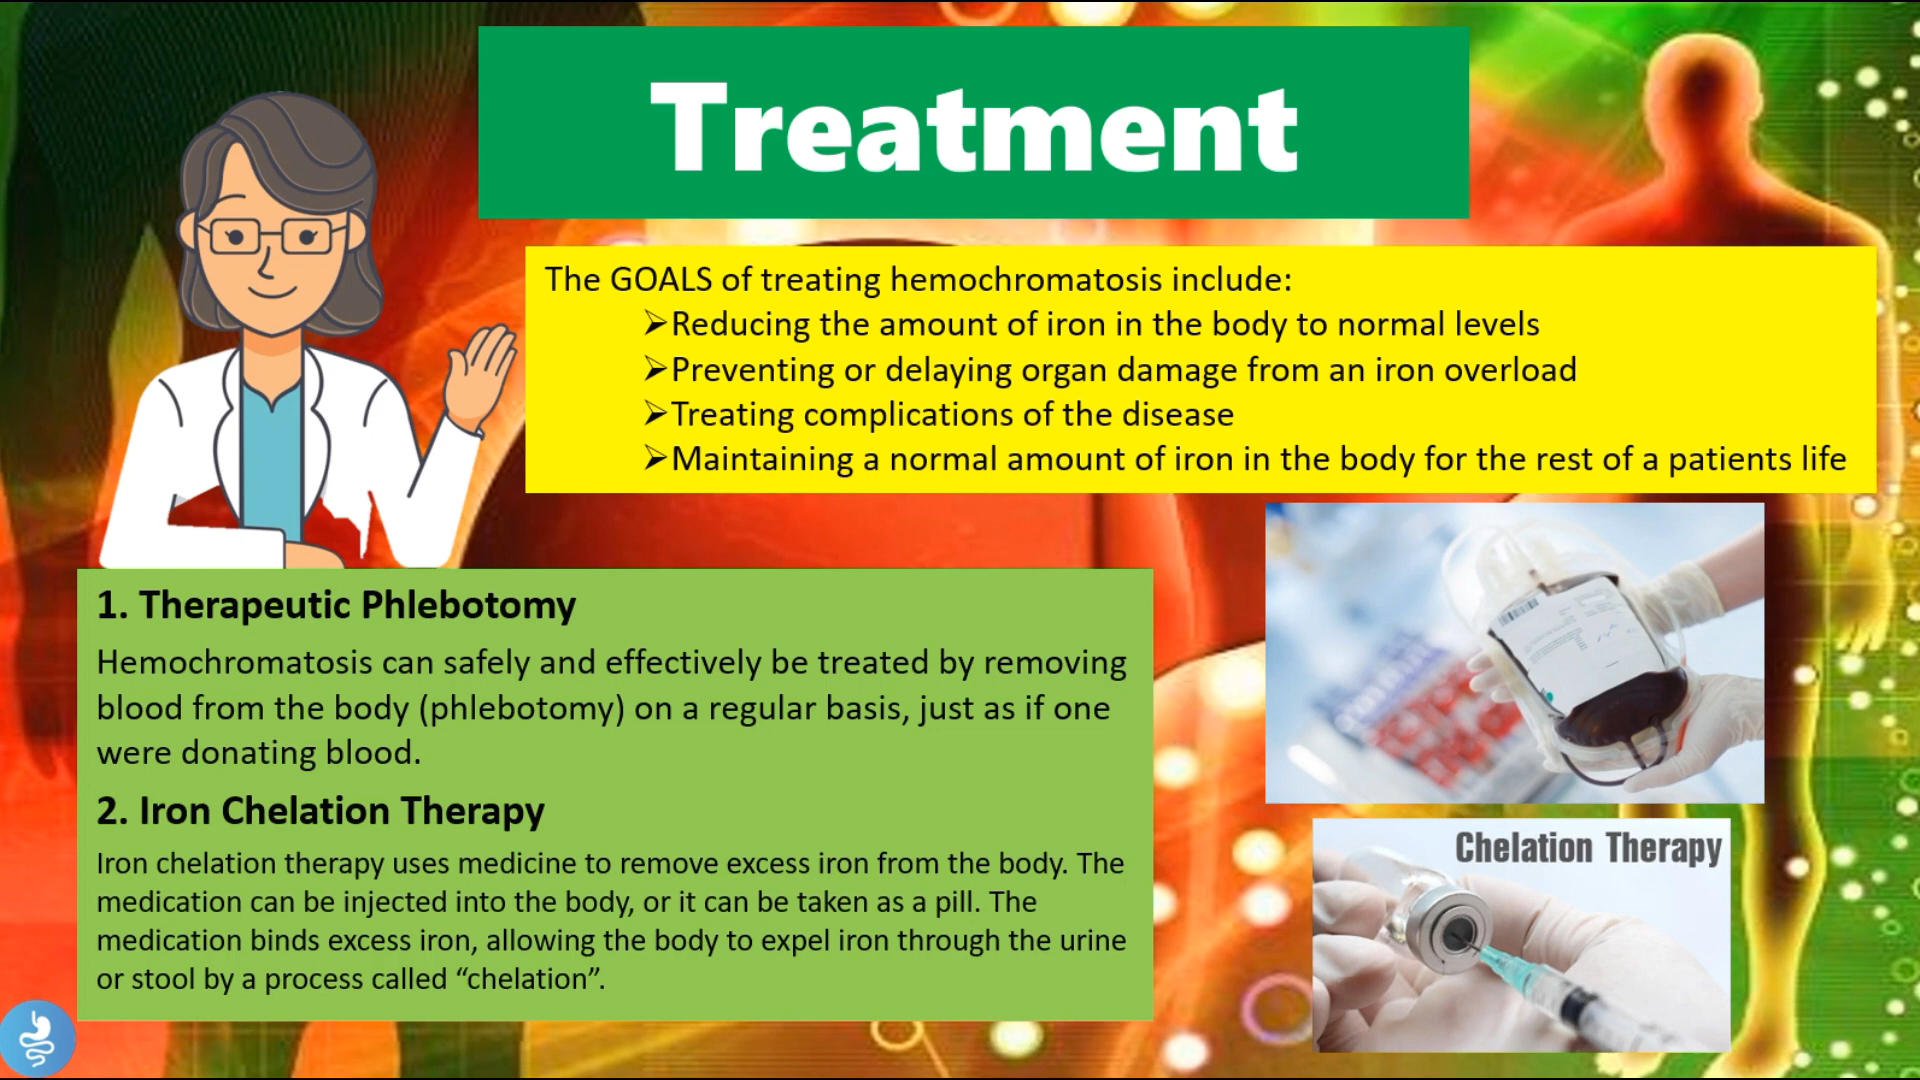 Treatment
The GOALS of treating hemochromatosis include:
➢Reducing the amount of iron in the body to normal levels
➢Preventing or delaying organ damage from an iron overload
➢Treating complications of the disease
➢Maintaining a normal amount of iron in the body for the rest of a patients life
1. Therapeutic Phlebotomy
Hemochromatosis can safely and effectively be treated by removing
blood from the body (phlebotomy) on a regular basis, just as if one
were donating blood.
2. Iron Chelation Therapy
Iron chelation therapy uses medicine to remove excess iron from the body. The
medication can be injected into the body, or it can be taken as a pill. The
medication binds excess iron, allowing the body to expel iron through the urine
or stool by a process called “chelation”.
Chelation Therapy